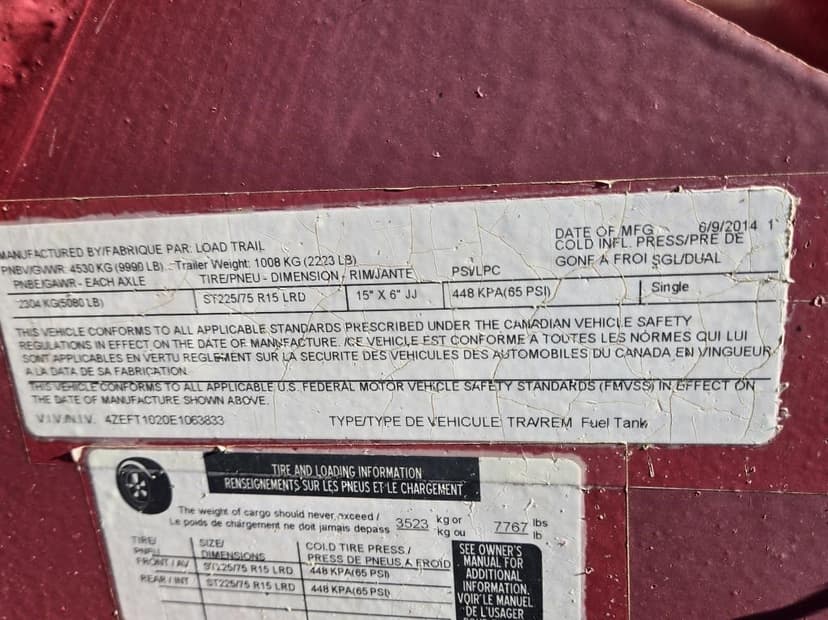 MANUFACTURED BY/FABRIQUE PAR: LOAD TRAIL
DATE OF MFG 6/9/2014 1
PNBV/GVWR: 4530 KG (9990 LB) Trailer Weight: 1008 KG (2223 LB)
COLD INFL. PRESS/PRE DE
PNBE/GAWR - EACH AXLE TIRE/PNEU - DIMENSION - RIM/JANTE PSI/LPC GONF A FROI SGL/DUAL
2304 KG(5080 LB) ST225/75 R15 LRD 15" X 6" JJ 448 KPA(65 PSI) Single
THIS VEHICLE CONFORMS TO ALL APPLICABLE STANDARDS PRESCRIBED UNDER THE CANADIAN VEHICLE SAFETY
REGULATIONS IN EFFECT ON THE DATE OF MANUFACTURE. /CE VEHICLE EST CONFORME A TOUTES LES NORMES QUI LUI
SONT APPLICABLES EN VERTU REGLEMENT SUR LA SECURITE DES VEHICULES DES AUTOMOBILES DU CANADA EN VINGUEUR
A LA DATA DE SA FABRICATION.
THIS VEHICLE CONFORMS TO ALL APPLICABLE U.S. FEDERAL MOTOR VEHICLE SAFETY STANDARDS (FMVSS) IN EFFECT ON
THE DATE OF MANUFACTURE SHOWN ABOVE.
V.I.V./N.I.V. 4ZEFT1020E1063833 TYPE/TYPE DE VEHICULE: TRA/REM Fuel Tank
TIRE AND LOADING INFORMATION
RENSEIGNEMENTS SUR LES PNEUS ET LE CHARGEMENT
The weight of cargo should never exceed / 3523 kg or 7767 lbs
Le poids de chargement ne doit jamais depass kg ou lb
TIRE/ SIZE/ COLD TIRE PRESS /
PNEU DIMENSIONS PRESS DE PNEUS A FROID
FRONT / AV ST225/75 R15 LRD 448 KPA(65 PSI)
REAR / INT ST225/75 R15 LRD 448 KPA(65 PSI)
SEE OWNER'S
MANUAL FOR
ADDITIONAL
INFORMATION.
VOIR LE MANUEL
DE L'USAGER